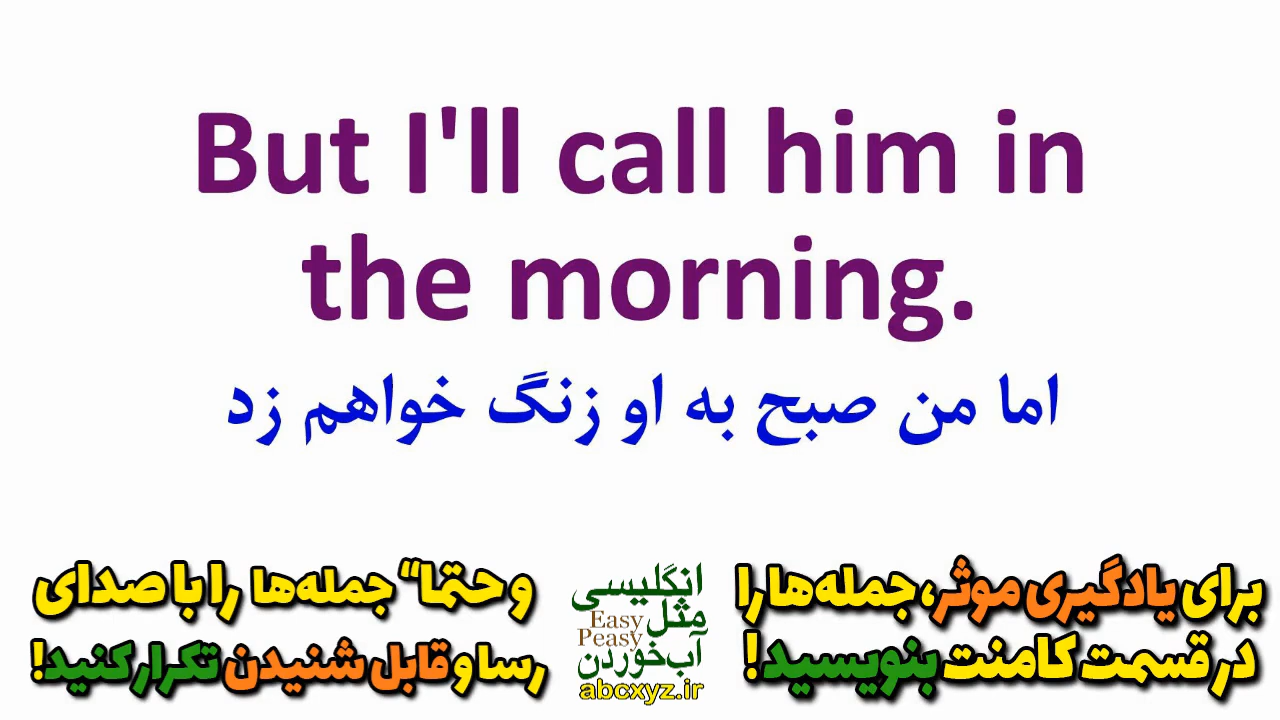 But I'll call him in
the morning.
اما من صبح به او زنگ خواهم زد
برای یادگیری موثر، جمله‌ها را
در قسمت کامنت بنویسید!
انگلیسی
مثل
Easy
Peasy
آب خوردن
abcxyz.ir
و حتما“ جمله‌ها را با صدای
رسا و قابل شنیدن تکرار کنید!